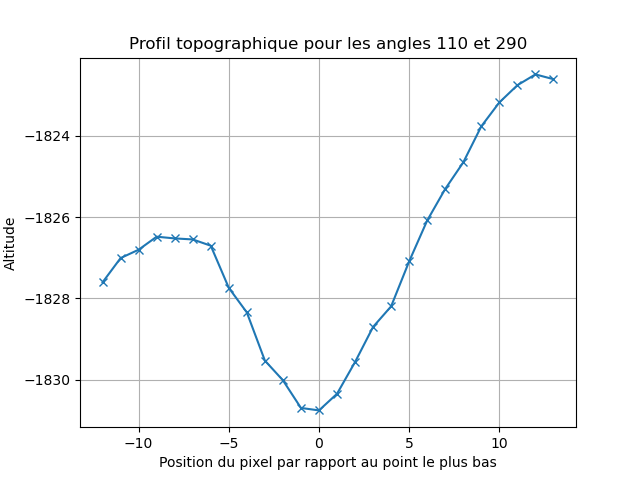 Profil topographique pour les angles 110 et 290
Altitude
−1824
−1826
−1828
−1830
−10 −5 0 5 10
Position du pixel par rapport au point le plus bas